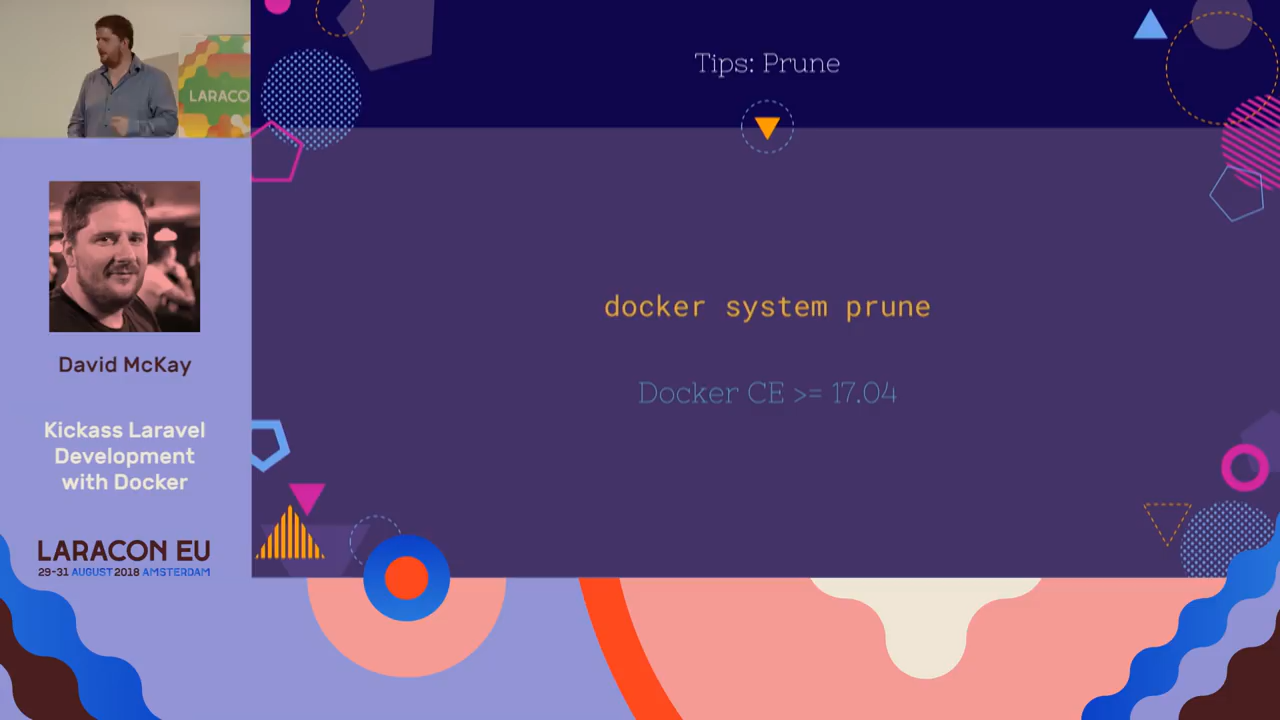 LARACO
Tips: Prune
docker system prune
Docker CE >= 17.04
David McKay
Kickass Laravel
Development
with Docker
LARACON EU
29-31 AUGUST 2018 AMSTERDAM